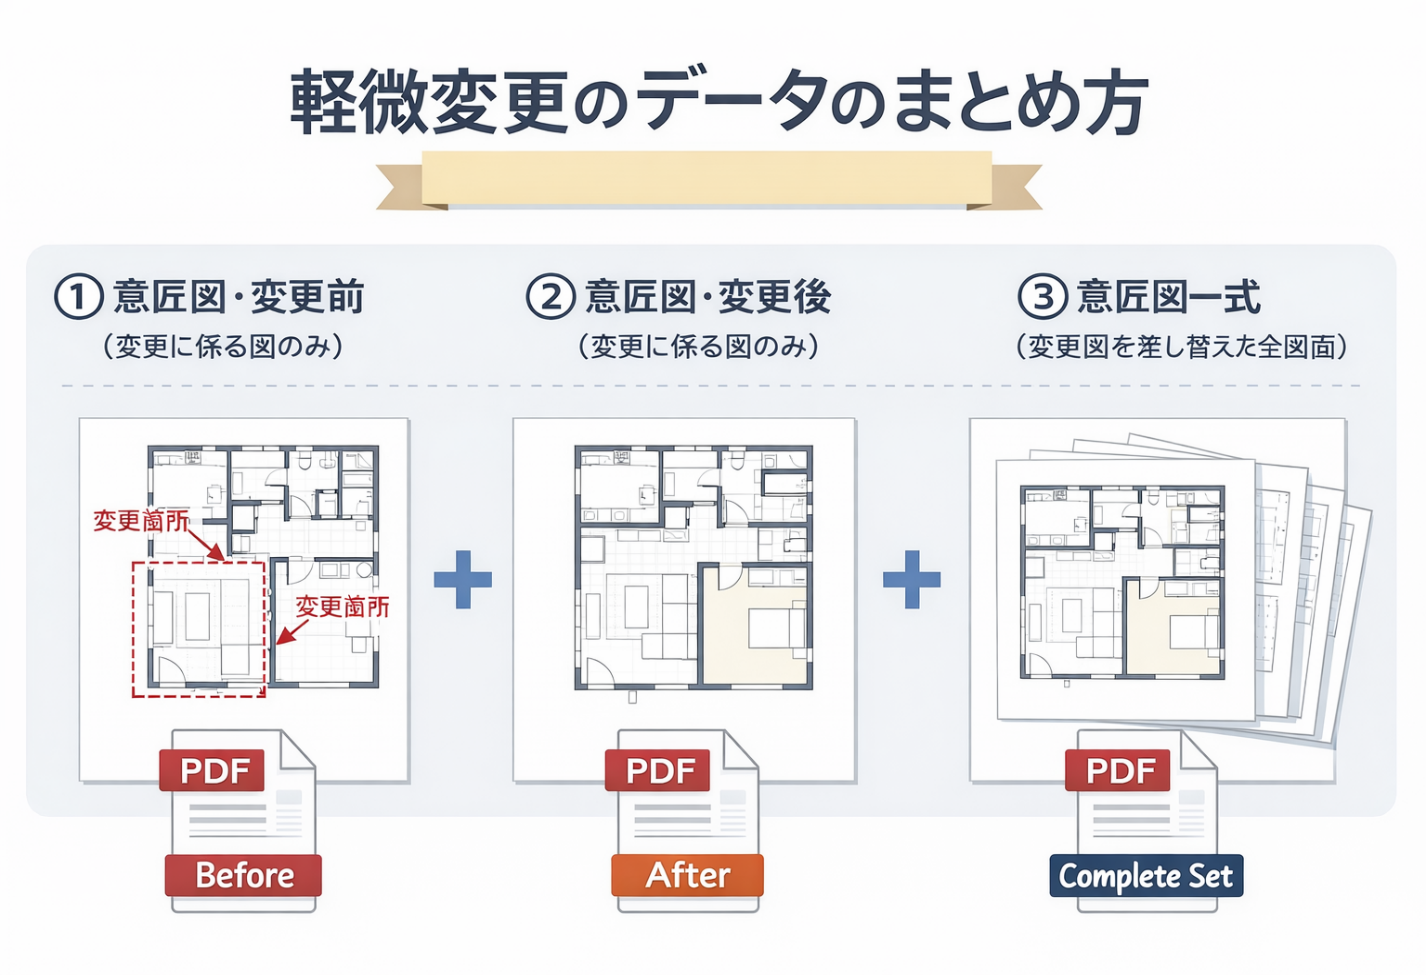 軽微変更のデータのまとめ方
① 意匠図・変更前
（変更に係る図のみ）
② 意匠図・変更後
（変更に係る図のみ）
③ 意匠図一式
（変更図を差し替えた全図面）
変更箇所
変更箇所
PDF
Before
PDF
After
PDF
Complete Set